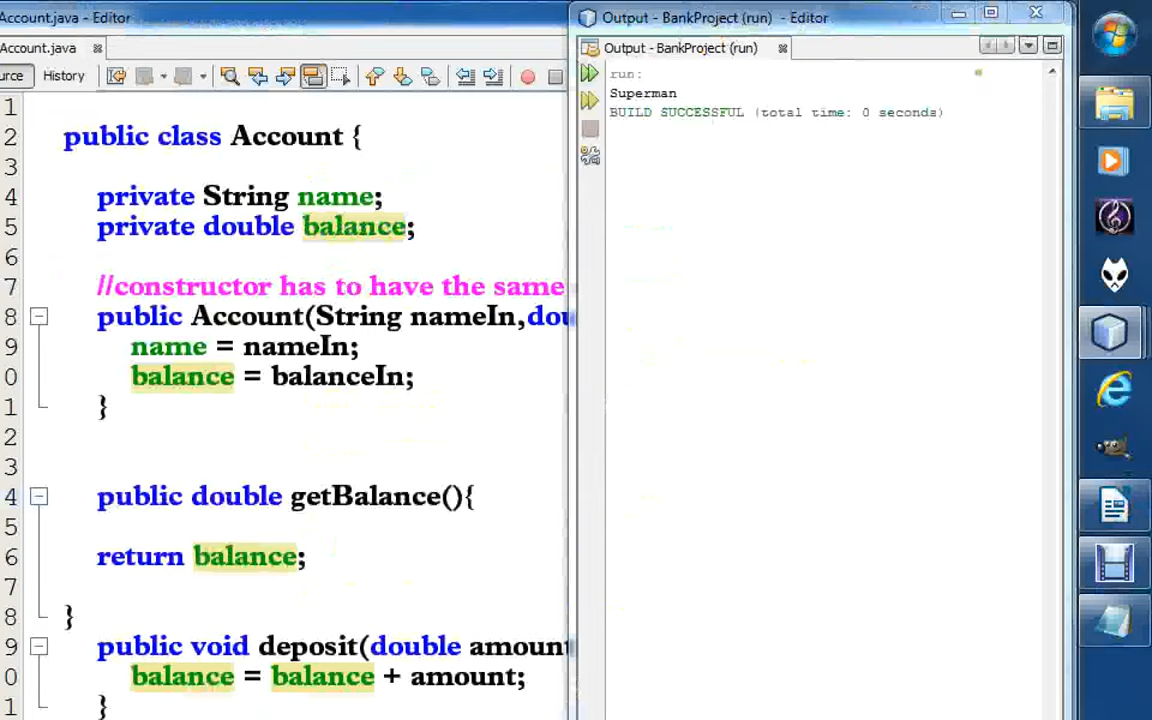 Account.java - Editor
Output - BankProject (run) - Editor
Account.java
Output - BankProject (run)
History
run:
Superman
BUILD SUCCESSFUL (total time: 0 seconds)
1
2 public class Account {
3
4 private String name;
5 private double balance;
6
7 //constructor has to have the same
8 public Account(String nameIn,dou
9 name = nameIn;
0 balance = balanceIn;
1 }
2
3
4 public double getBalance(){
5
6 return balance;
7
8 }
9 public void deposit(double amount
0 balance = balance + amount;
1 }